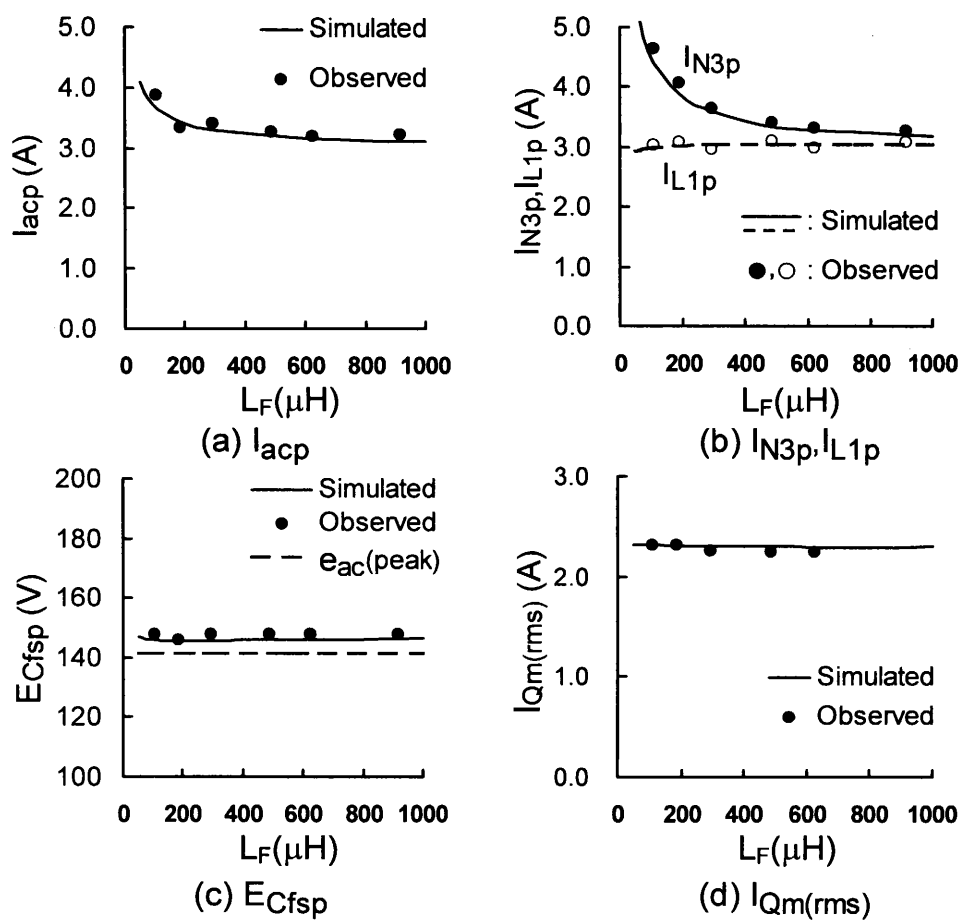 5.0
4.0
3.0
2.0
1.0
0.0
Iacp (A)
Simulated
Observed
0 200 400 600 800 1000
LF(μH)
(a) Iacp
5.0
4.0
3.0
2.0
1.0
0.0
IN3p,IL1p (A)
IN3p
IL1p
: Simulated
, : Observed
0 200 400 600 800 1000
LF(μH)
(b) IN3p,IL1p
200
180
160
140
120
100
ECfsp (V)
Simulated
Observed
eac(peak)
0 200 400 600 800 1000
LF(μH)
(c) ECfsp
3.0
2.0
1.0
0.0
IQm(rms) (A)
Simulated
Observed
0 200 400 600 800 1000
LF(μH)
(d) IQm(rms)